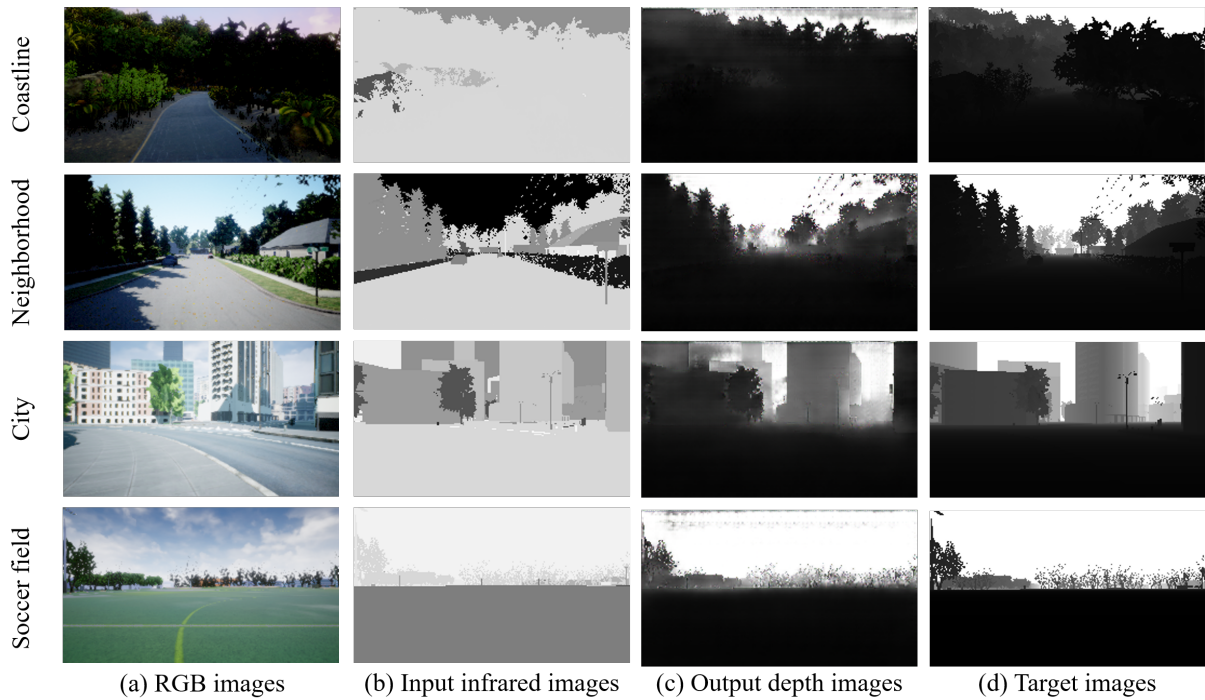 Coastline
Neighborhood
City
Soccer field
(a) RGB images
(b) Input infrared images
(c) Output depth images
(d) Target images